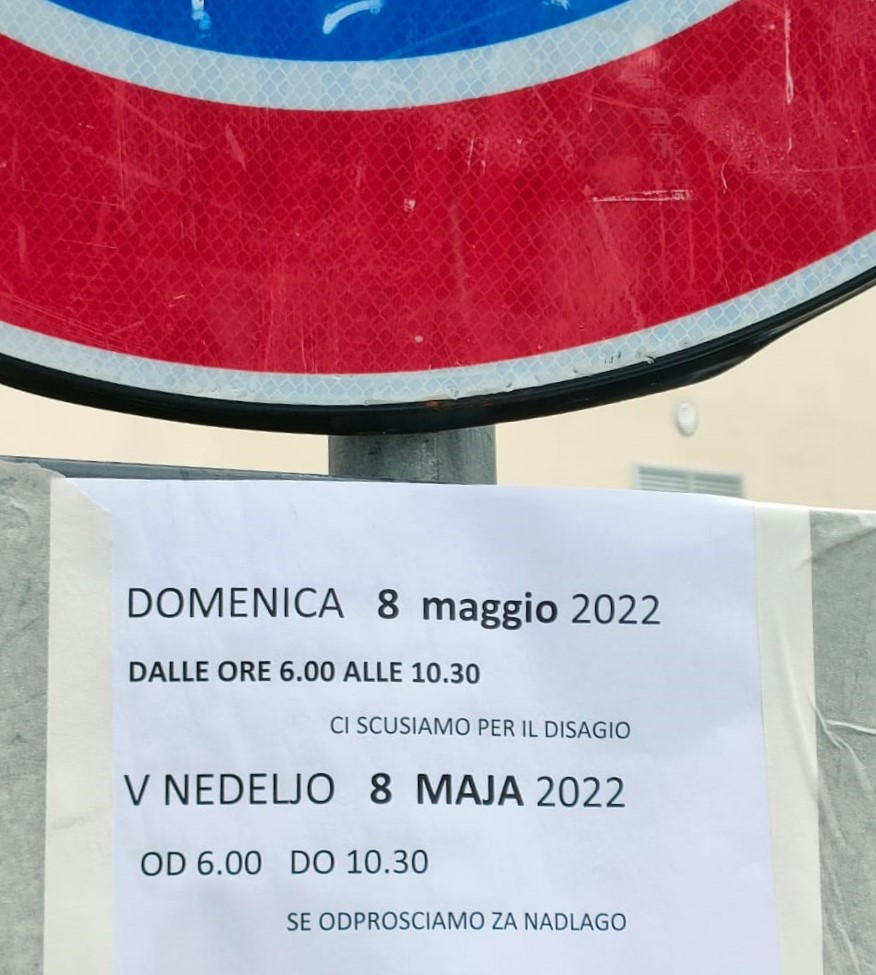 DOMENICA 8 maggio 2022
DALLE ORE 6.00 ALLE 10.30
CI SCUSIAMO PER IL DISAGIO
V NEDELJO 8 MAJA 2022
OD 6.00 DO 10.30
SE ODPROSCIAMO ZA NADLAGO